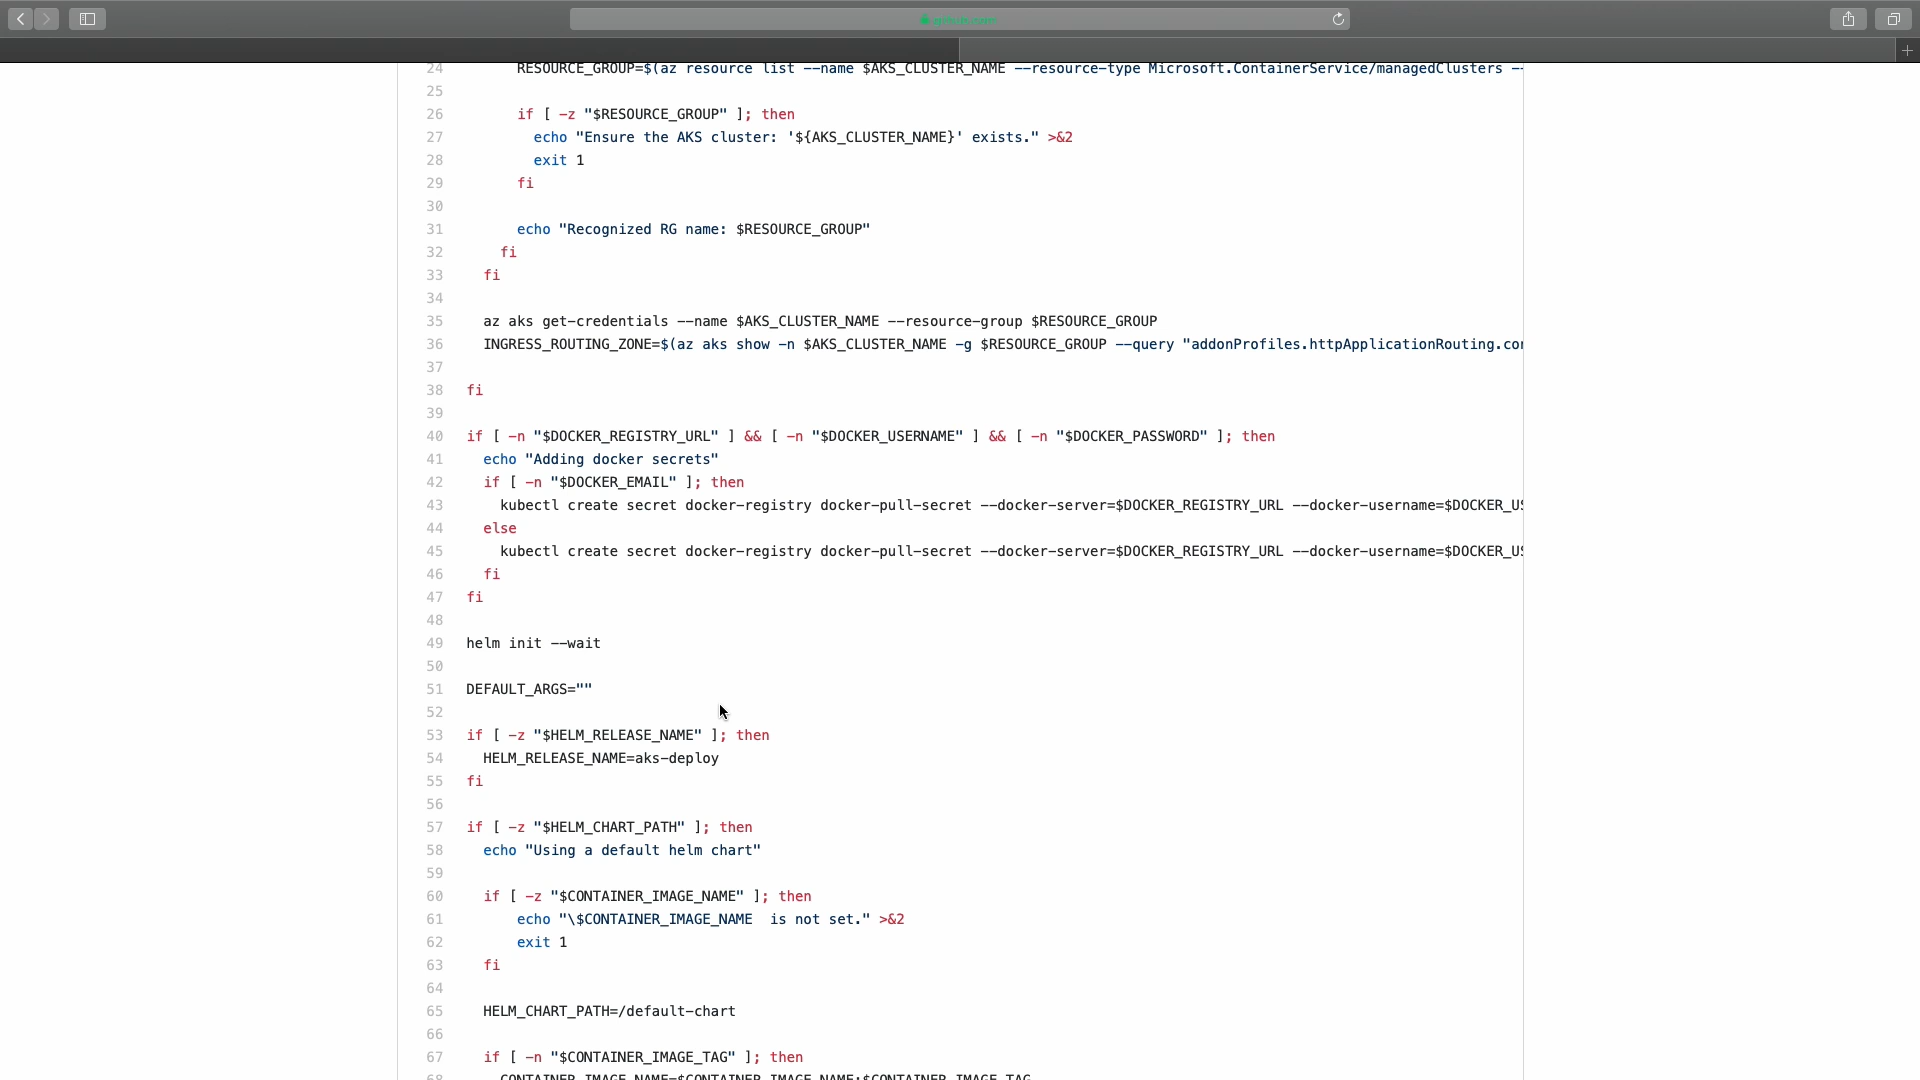 github.com
24 RESOURCE_GROUP=$(az resource list --name $AKS_CLUSTER_NAME --resource-type Microsoft.ContainerService/managedClusters --
25
26 if [ -z "$RESOURCE_GROUP" ]; then
27 echo "Ensure the AKS cluster: '${AKS_CLUSTER_NAME}' exists." >&2
28 exit 1
29 fi
30
31 echo "Recognized RG name: $RESOURCE_GROUP"
32 fi
33 fi
34
35 az aks get-credentials --name $AKS_CLUSTER_NAME --resource-group $RESOURCE_GROUP
36 INGRESS_ROUTING_ZONE=$(az aks show -n $AKS_CLUSTER_NAME -g $RESOURCE_GROUP --query "addonProfiles.httpApplicationRouting.con
37
38 fi
39
40 if [ -n "$DOCKER_REGISTRY_URL" ] && [ -n "$DOCKER_USERNAME" ] && [ -n "$DOCKER_PASSWORD" ]; then
41 echo "Adding docker secrets"
42 if [ -n "$DOCKER_EMAIL" ]; then
43 kubectl create secret docker-registry docker-pull-secret --docker-server=$DOCKER_REGISTRY_URL --docker-username=$DOCKER_US
44 else
45 kubectl create secret docker-registry docker-pull-secret --docker-server=$DOCKER_REGISTRY_URL --docker-username=$DOCKER_US
46 fi
47 fi
48
49 helm init --wait
50
51 DEFAULT_ARGS=""
52
53 if [ -z "$HELM_RELEASE_NAME" ]; then
54 HELM_RELEASE_NAME=aks-deploy
55 fi
56
57 if [ -z "$HELM_CHART_PATH" ]; then
58 echo "Using a default helm chart"
59
60 if [ -z "$CONTAINER_IMAGE_NAME" ]; then
61 echo "\$CONTAINER_IMAGE_NAME  is not set." >&2
62 exit 1
63 fi
64
65 HELM_CHART_PATH=/default-chart
66
67 if [ -n "$CONTAINER_IMAGE_TAG" ]; then
68 CONTAINER_IMAGE_NAME=$CONTAINER_IMAGE_NAME:$CONTAINER_IMAGE_TAG